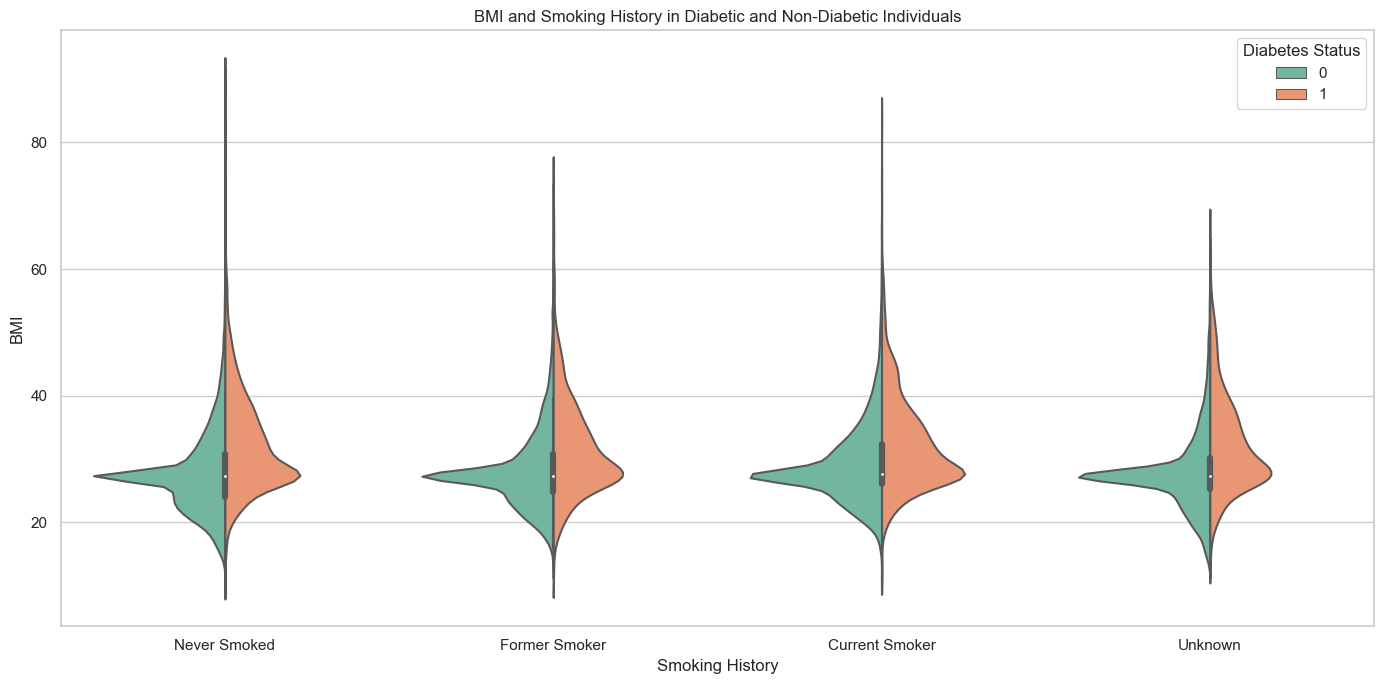 BMI and Smoking History in Diabetic and Non-Diabetic Individuals
Diabetes Status
0
1
80
60
40
20
BMI
Never Smoked
Former Smoker
Current Smoker
Unknown
Smoking History